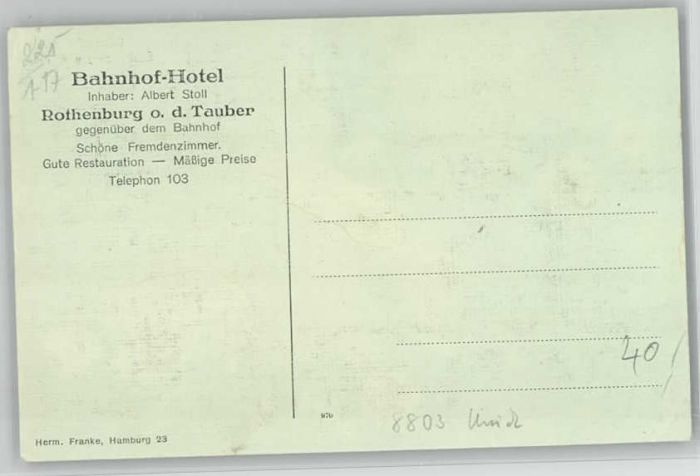 Bahnhof-Hotel
Inhaber: Albert Stoll
Rothenburg o. d. Tauber
gegenüber dem Bahnhof
Schöne Fremdenzimmer.
Gute Restauration — Mäßige Preise
Telephon 103
40
8803
Herm. Franke, Hamburg 23